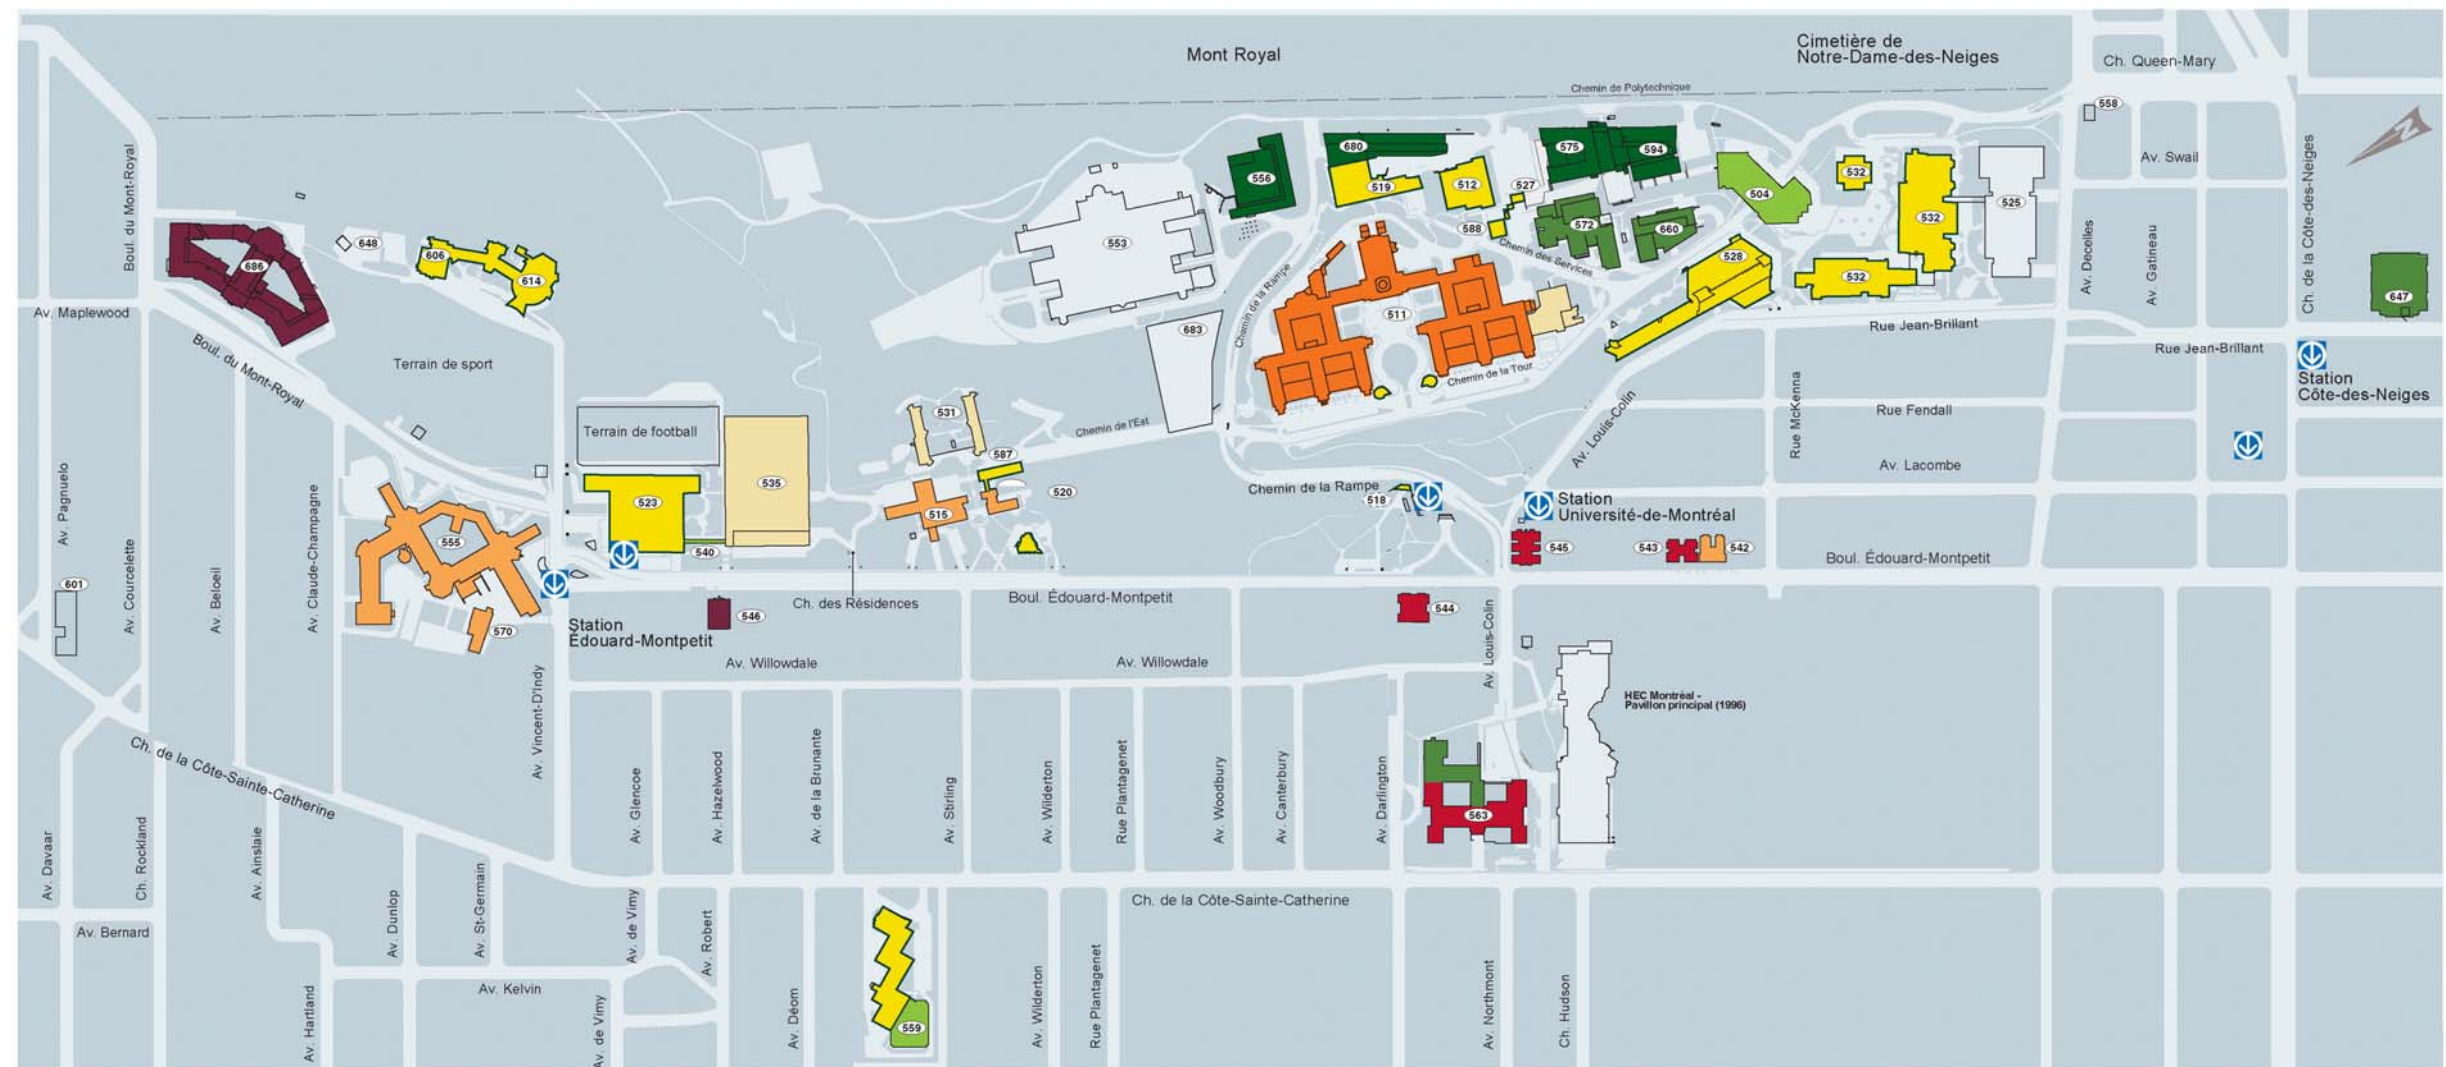 Mont Royal
Cimetière de
Notre-Dame-des-Neiges
Ch. Queen-Mary
Chemin de Polytechnique
558
Boul. du Mont-Royal
680
575
594
Av. Swail
Ch. de la Côte-des-Neiges
N
556
519
512
527
532
504
525
532
588
572
660
686
648
606
614
553
Chemin des Services
528
532
Av. Decelles
Av. Gatineau
647
Av. Maplewood
Chemin de la Rampe
511
683
Rue Jean-Brillant
Rue Jean-Brillant
Boul. du Mont-Royal
Terrain de sport
Chemin de la Tour
Station
Côte-des-Neiges
531
Terrain de football
Chemin de l'Est
Av. Louis-Colin
Rue McKenna
Rue Fendall
587
Av. Lacombe
Av. Pagnuelo
535
520
Chemin de la Rampe
518
Station
Université-de-Montréal
523
515
Av. Claude-Champagne
555
540
545
543
542
Boul. Édouard-Montpetit
601
Av. Courcelette
Av. Beloeil
546
Ch. des Résidences
Boul. Édouard-Montpetit
544
570
Station
Édouard-Montpetit
Av. Willowdale
Av. Willowdale
Av. Louis-Colin
HEC Montréal -
Pavillon principal (1996)
Av. Vincent-D'Indy
Ch. de la Côte-Sainte-Catherine
Av. Glencoe
Av. Hazelwood
Av. de la Brunante
Av. Stirling
Av. Wilderton
Rue Plantagenet
Av. Woodbury
Av. Canterbury
Av. Darlington
563
Av. Davaar
Ch. Rockland
Av. Ainslaie
Av. Dunlop
Av. St-Germain
Av. de Vimy
Av. Robert
Ch. de la Côte-Sainte-Catherine
Av. Bernard
Av. Kelvin
Av. Hartland
Av. de Vimy
Av. Déom
559
Av. Wilderton
Rue Plantagenet
Av. Northmont
Ch. Hudson